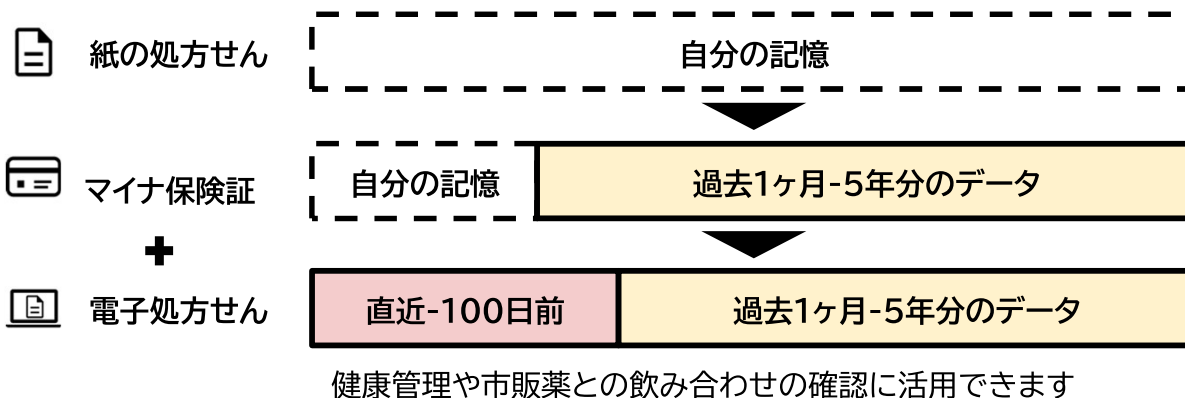 紙の処方せん
自分の記憶
マイナ保険証
自分の記憶
過去1ヶ月-5年分のデータ
電子処方せん
直近-100日前
過去1ヶ月-5年分のデータ
健康管理や市販薬との飲み合わせの確認に活用できます